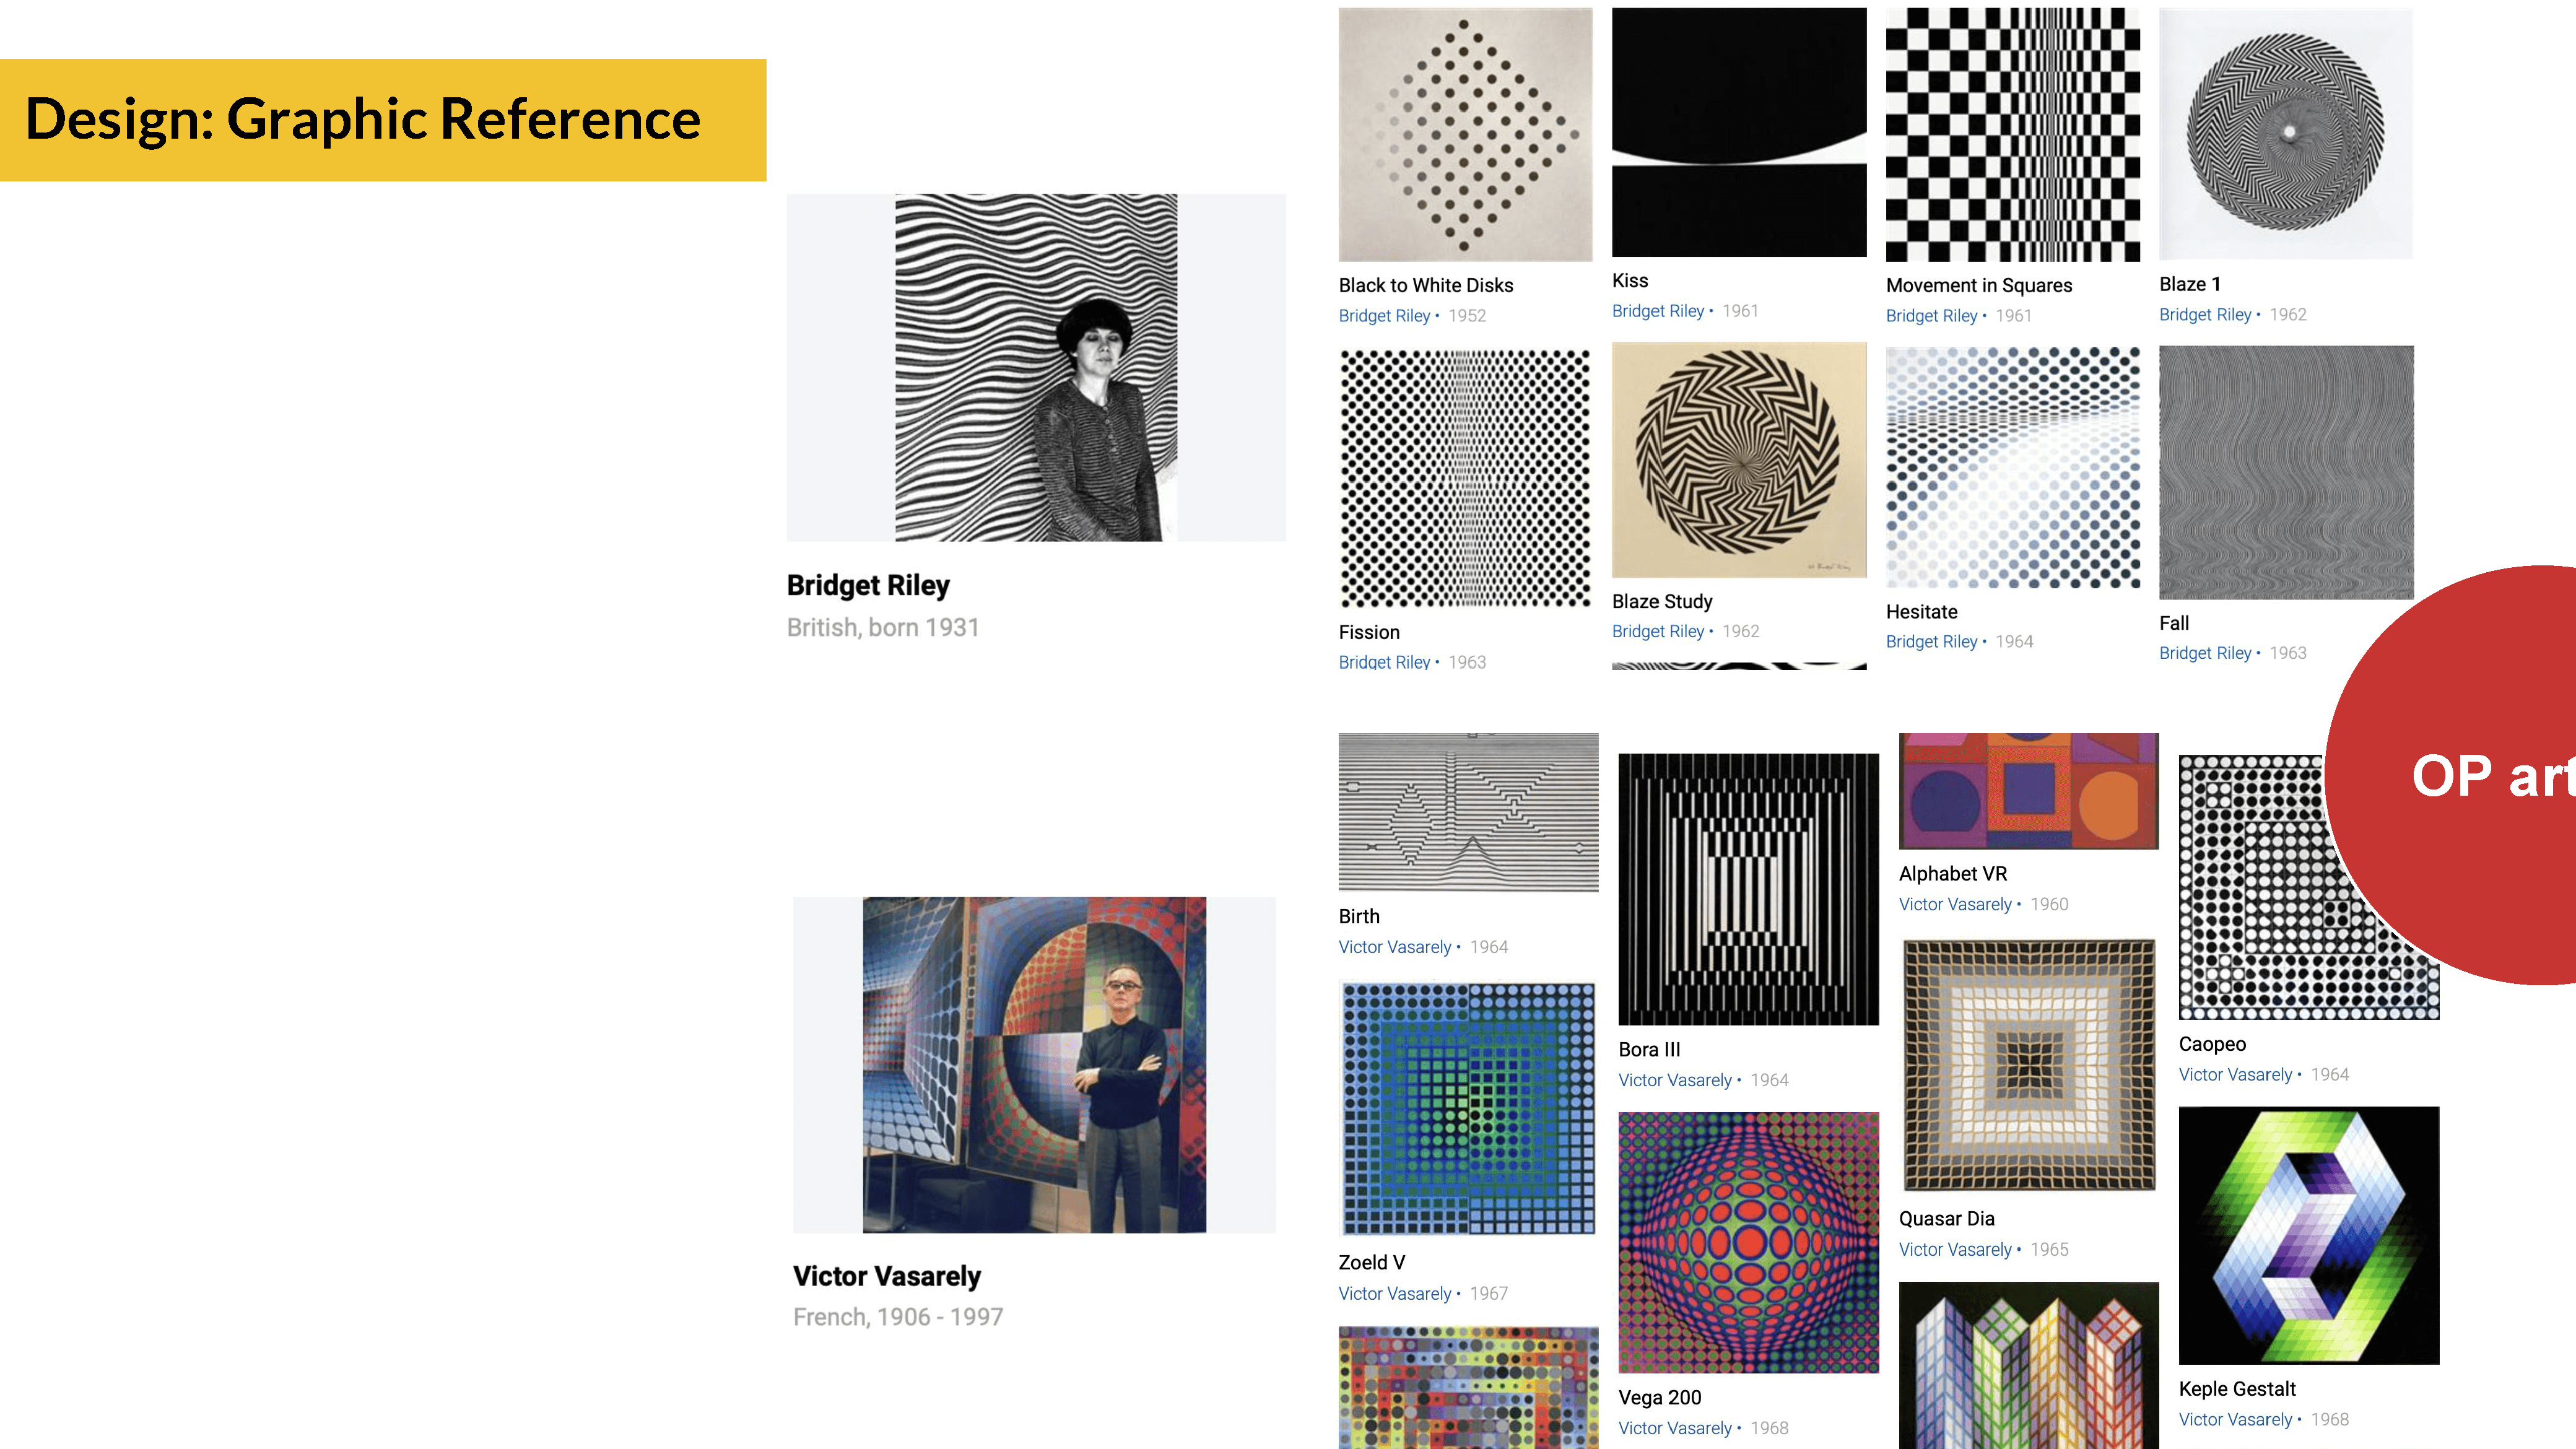 Design: Graphic Reference
Bridget Riley
British, born 1931
Black to White Disks
Bridget Riley • 1952
Kiss
Bridget Riley • 1961
Movement in Squares
Bridget Riley • 1961
Blaze 1
Bridget Riley • 1962
Fission
Bridget Riley • 1963
Blaze Study
Bridget Riley • 1962
Hesitate
Bridget Riley • 1964
Fall
Bridget Riley • 1963
OP art
Victor Vasarely
French, 1906 - 1997
Birth
Victor Vasarely • 1964
Bora III
Victor Vasarely • 1964
Alphabet VR
Victor Vasarely • 1960
Caopeo
Victor Vasarely • 1964
Zoeld V
Victor Vasarely • 1967
Vega 200
Victor Vasarely • 1968
Quasar Dia
Victor Vasarely • 1965
Keple Gestalt
Victor Vasarely • 1968